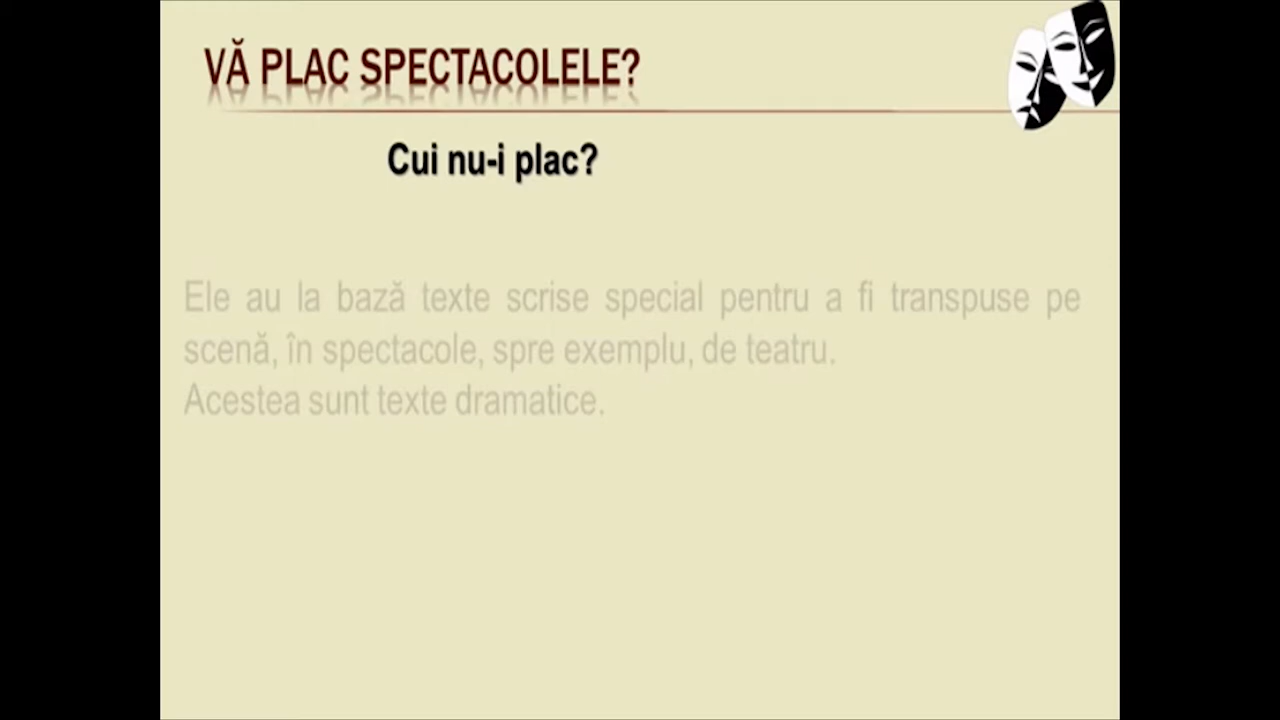 VĂ PLAC SPECTACOLELE?
Cui nu-i plac?
Ele au la bază texte scrise special pentru a fi transpuse pe
scenă, în spectacole, spre exemplu, de teatru.
Acestea sunt texte dramatice.